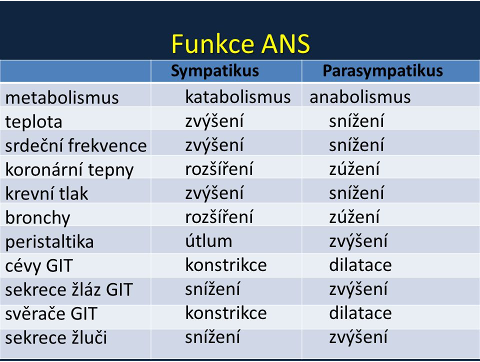 Funkce ANS
Sympatikus Parasympatikus
metabolismus katabolismus anabolismus
teplota zvýšení snížení
srdeční frekvence zvýšení snížení
koronární tepny rozšíření zúžení
krevní tlak zvýšení snížení
bronchy rozšíření zúžení
peristaltika útlum zvýšení
cévy GIT konstrikce dilatace
sekrece žláz GIT snížení zvýšení
svěrače GIT konstrikce dilatace
sekrece žluči snížení zvýšení